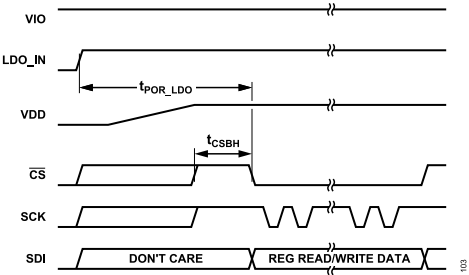 VIO
LDO_IN
tPOR_LDO
VDD
tCSBH
CS
SCK
SDI
DON'T CARE
REG READ/WRITE DATA
103